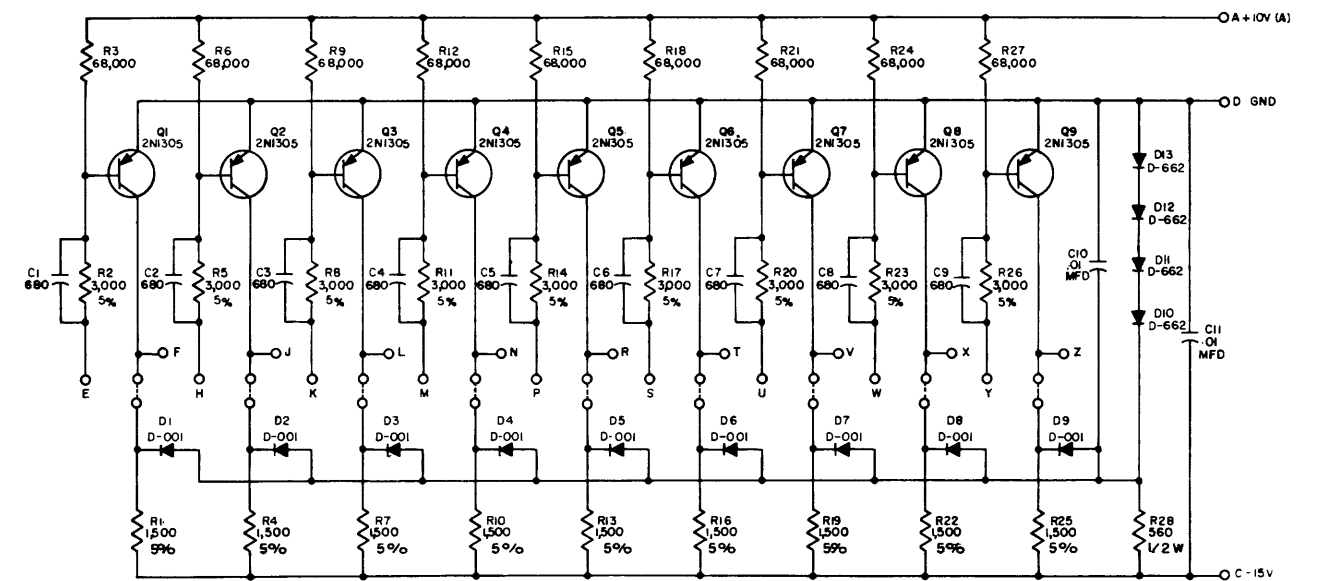 A+10V (A)
R3 68,000
R6 68,000
R9 68,000
R12 68,000
R15 68,000
R18 68,000
R21 68,000
R24 68,000
R27 68,000
D GND
Q1 2N1305
Q2 2N1305
Q3 2N1305
Q4 2N1305
Q5 2N1305
Q6 2N1305
Q7 2N1305
Q8 2N1305
Q9 2N1305
D13 D-662
D12 D-662
D11 D-662
D10 D-662
C1 680
R2 3,000 5%
C2 680
R5 3,000 5%
C3 680
R8 3,000 5%
C4 680
R11 3,000 5%
C5 680
R14 3,000 5%
C6 680
R17 3,000 5%
C7 680
R20 3,000 5%
C8 680
R23 3,000 5%
C9 680
R26 3,000 5%
C10 .01 MFD
C11 .01 MFD
F
J
L
N
R
T
V
X
Z
E
H
K
M
P
S
U
W
Y
D1 D-001
D2 D-001
D3 D-001
D4 D-001
D5 D-001
D6 D-001
D7 D-001
D8 D-001
D9 D-001
R1 1,500 5%
R4 1,500 5%
R7 1,500 5%
R10 1,500 5%
R13 1,500 5%
R16 1,500 5%
R19 1,500 5%
R22 1,500 5%
R25 1,500 5%
R28 560 1/2 W
C-15V